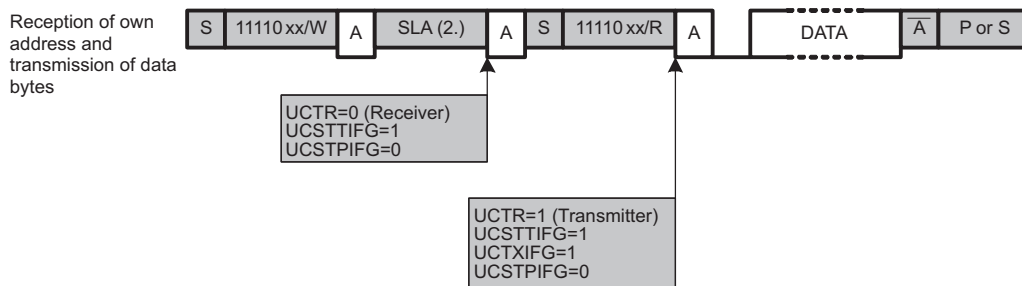 Reception of own
address and
transmission of data
bytes
S 11110 xx/W A SLA (2.) A S 11110 xx/R A DATA A P or S
UCTR=0 (Receiver)
UCSTTIFG=1
UCSTPIFG=0
UCTR=1 (Transmitter)
UCSTTIFG=1
UCTXIFG=1
UCSTPIFG=0